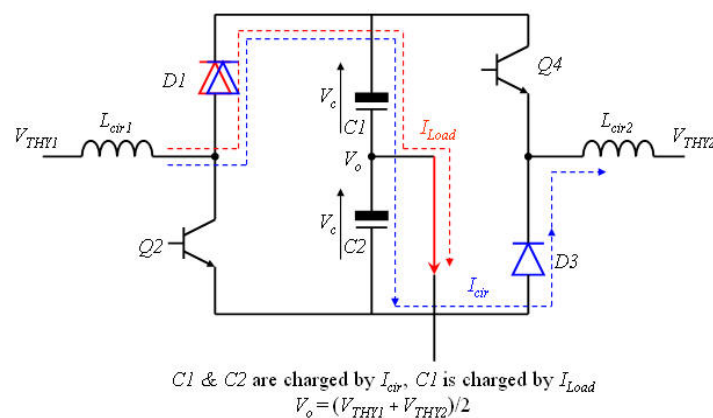 Q4
D1
V_c
C1
I_Load
L_cir1
L_cir2
V_THY1
V_o
V_THY2
V_c
C2
Q2
D3
I_cir
C1 & C2 are charged by I_cir, C1 is charged by I_Load
V_o = (V_THY1 + V_THY2)/2